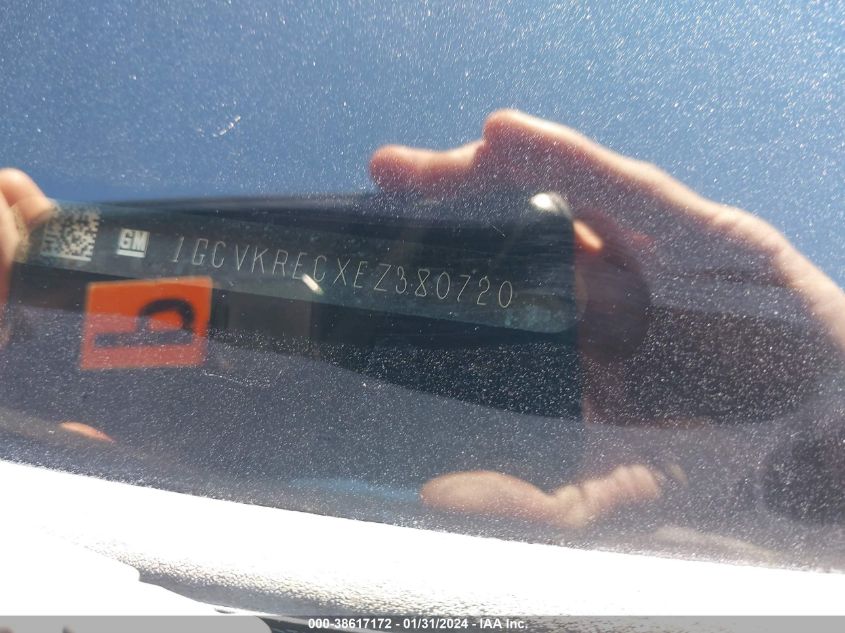 GM 1GCVKRECXEZ380720
000-38617172 - 01/31/2024 - IAA Inc.